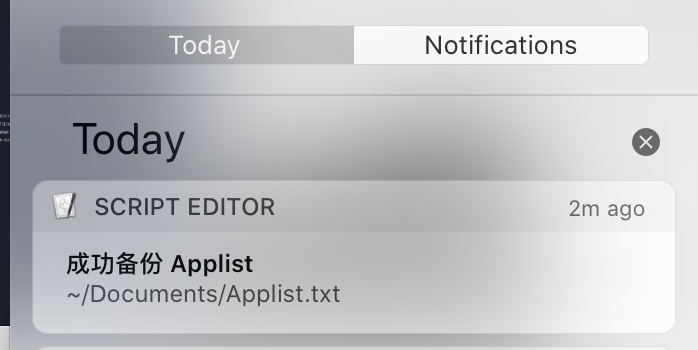 Today
Notifications
Today
SCRIPT EDITOR
2m ago
成功备份 Applist
~/Documents/Applist.txt